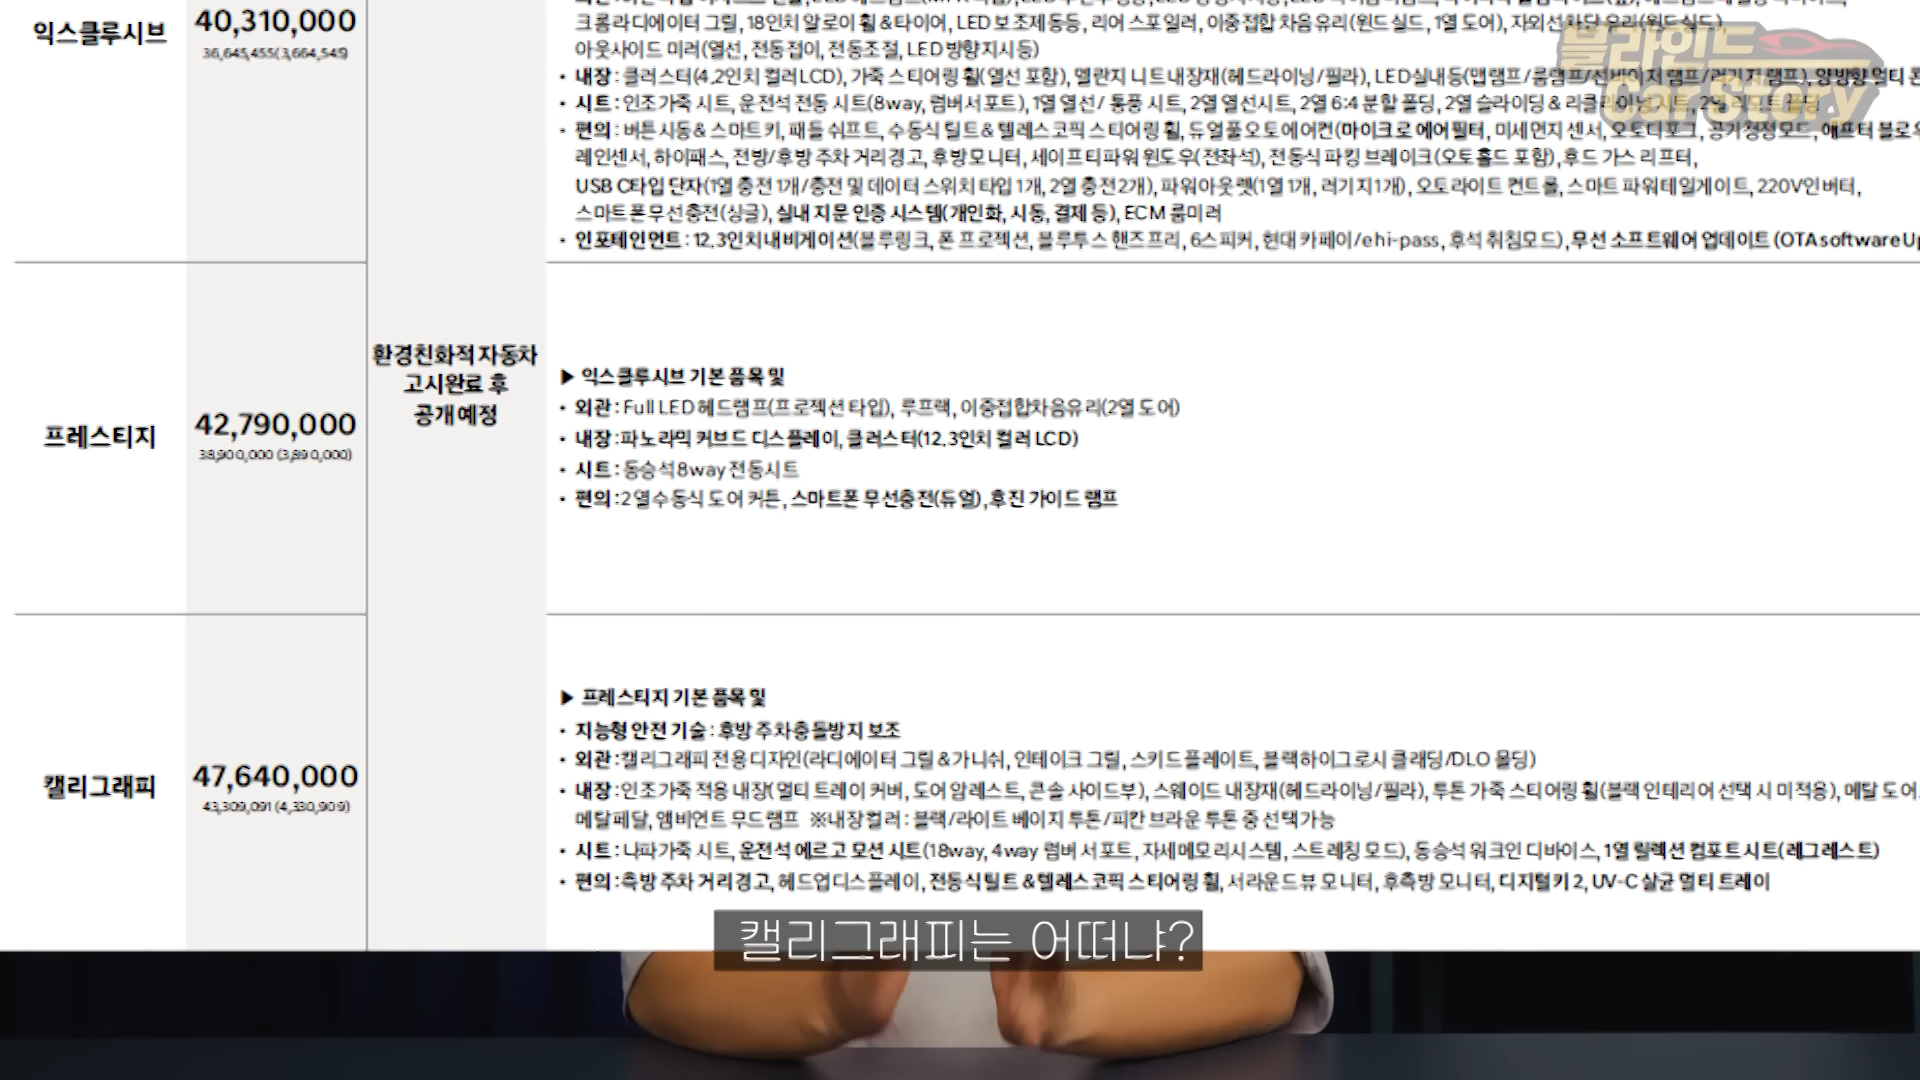 익스클루시브
40,310,000
36,645,455(3,664,545)
크롬라디에이터 그릴, 18인치 알로이 휠&타이어, LED 보조제동등, 리어 스포일러, 이중접합 차음유리(윈드실드, 1열 도어), 자외선 차단 유리(윈드실드)
아웃사이드 미러(열선, 전동접이, 전동조절, LED 방향지시등)
• 내장 : 클러스터(4.2인치 컬러LCD), 가죽 스티어링 휠(열선 포함), 멜란지 니트내장재(헤드라이닝/필라), LED실내등(맵램프/룸램프/선바이저 램프/러기지 램프), 양방향 멀티
• 시트 : 인조가죽 시트, 운전석 전동 시트(8way, 럼버서포트), 1열 열선/ 통풍 시트, 2열 열선시트, 2열 6:4 분할 폴딩, 2열 슬라이딩 & 리클라이닝 시트, 2열 리모트 폴딩
• 편의 : 버튼시동& 스마트키, 패들 쉬프트, 수동식 틸트& 텔레스코픽 스티어링 휠, 듀얼풀오토에어컨(마이크로 에어필터, 미세먼지 센서, 오토디포그, 공기청정모드, 애프터 블로우
레인센서, 하이패스, 전방/후방 주차 거리경고, 후방모니터, 세이프티파워 윈도우(전좌석), 전동식 파킹 브레이크(오토 홀드 포함), 후드 가스 리프터,
USB C타입 단자(1열 충전 1개/충전 및 데이터 스위치 타입 1개, 2열 충전2개), 파워아웃렛(1열 1개, 러기지1개), 오토라이트 컨트롤, 스마트 파워테일게이트, 220V인버터,
스마트폰무선충전(싱글), 실내 지문 인증 시스템(개인화, 시동, 결제 등), ECM 룸미러
• 인포테인먼트 : 12.3인치내비게이션(블루링크, 폰 프로젝션, 블루투스 핸즈프리, 6스피커, 현대 카페이/ehi-pass, 후석 취침모드), 무선 소프트웨어 업데이트 (OTA software Up
프레스티지
42,790,000
38,900,000 (3,890,000)
환경친화적 자동차
고시완료 후
공개 예정
▶ 익스클루시브 기본 품목 및
• 외관 : Full LED 헤드램프(프로젝션 타입), 루프랙, 이중접합차음유리(2열 도어)
• 내장 : 파노라믹 커브드 디스플레이, 클러스터(12.3인치 컬러 LCD)
• 시트 : 동승석 8way 전동시트
• 편의 : 2열 수동식 도어 커튼, 스마트폰 무선충전(듀얼), 후진 가이드 램프
캘리그래피
47,640,000
43,309,091 (4,330,909)
▶ 프레스티지 기본 품목 및
• 지능형 안전 기술 : 후방 주차 충돌방지 보조
• 외관 : 캘리그래피 전용 디자인(라디에이터 그릴 & 가니쉬, 인테이크 그릴, 스키드 플레이트, 블랙하이그로시 클래딩/DLO 몰딩)
• 내장 : 인조가죽 적용 내장(멀티 트레이 커버, 도어 암레스트, 콘솔 사이드부), 스웨이드 내장재(헤드라이닝/필라), 투톤 가죽 스티어링 휠(블랙 인테리어 선택 시 미적용), 메탈 도어
메탈페달, 앰비언트 무드램프 ※내장컬러 : 블랙/라이트 베이지 투톤/피칸 브라운 투톤 중 선택가능
• 시트 : 나파가죽 시트, 운전석 에르고 모션 시트(18way, 4way 럼버 서포트, 자세메모리시스템, 스트레칭 모드), 동승석 워크인 디바이스, 1열 릴렉션 컴포트 시트(레그레스트)
• 편의 : 측방 주차 거리경고, 헤드업디스플레이, 전동식틸트 & 텔레스코픽 스티어링 휠, 서라운드 뷰 모니터, 후측방 모니터, 디지털키 2, UV-C 살균 멀티 트레이
블라인드
Car Story
캘리그래피는 어떠냐?